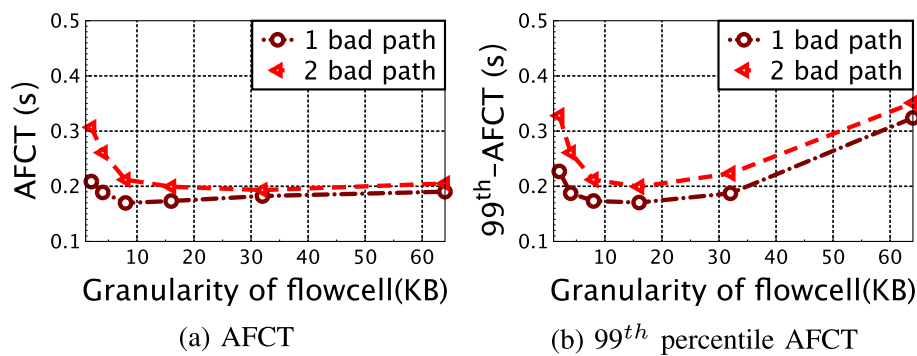 0.5
0.4
0.3
0.2
0.1
AFCT (s)
1 bad path
2 bad path
10 20 30 40 50 60
Granularity of flowcell(KB)
(a) AFCT
0.5
0.4
0.3
0.2
0.1
99th-AFCT (s)
1 bad path
2 bad path
10 20 30 40 50 60
Granularity of flowcell(KB)
(b) 99th percentile AFCT